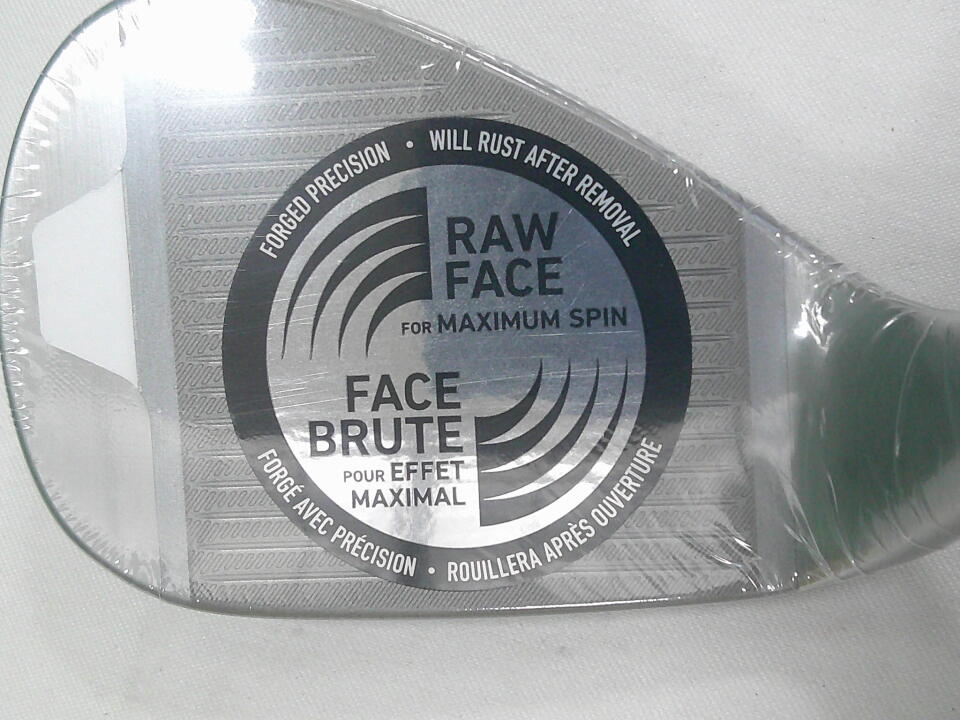 FORGED PRECISION • WILL RUST AFTER REMOVAL
RAW
FACE
FOR MAXIMUM SPIN
FACE
BRUTE
POUR EFFET
MAXIMAL
FORGÉ AVEC PRÉCISION • ROUILLERA APRÈS OUVERTURE